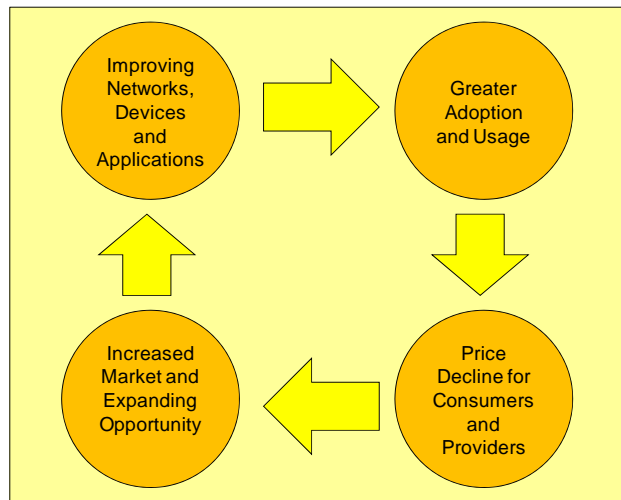 Improving
Networks,
Devices
and
Applications
Greater
Adoption
and Usage
Increased
Market and
Expanding
Opportunity
Price
Decline for
Consumers
and
Providers